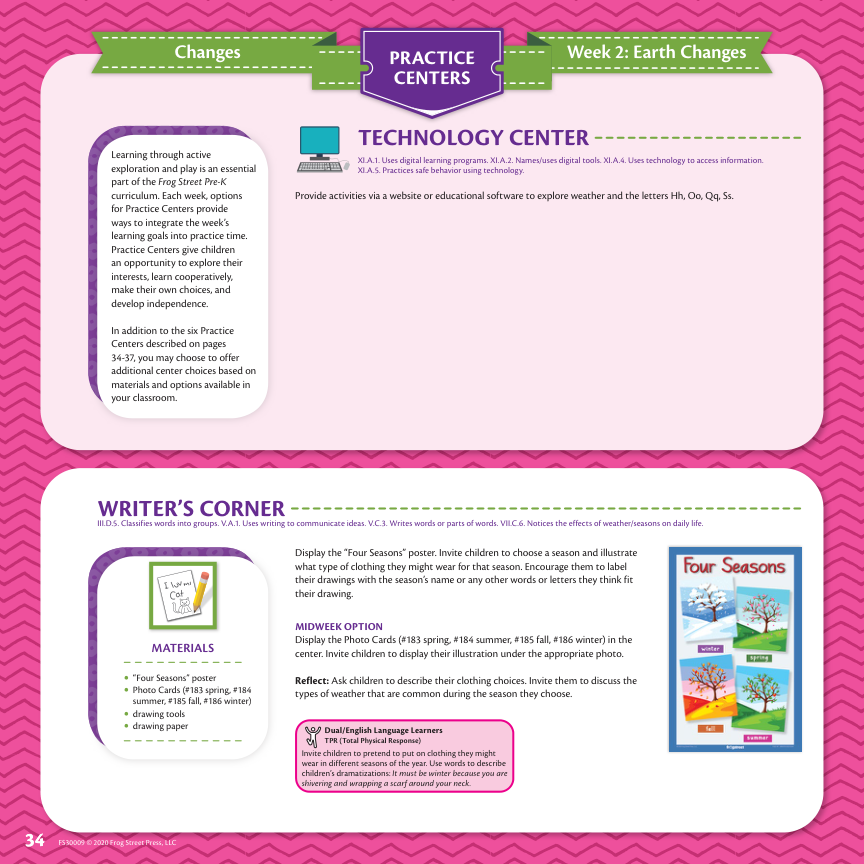 Changes
PRACTICE
CENTERS
Week 2: Earth Changes
Learning through active
exploration and play is an essential
part of the Frog Street Pre-K
curriculum. Each week, options
for Practice Centers provide
ways to integrate the week's
learning goals into practice time.
Practice Centers give children
an opportunity to explore their
interests, learn cooperatively,
make their own choices, and
develop independence.
In addition to the six Practice
Centers described on pages
34-37, you may choose to offer
additional center choices based on
materials and options available in
your classroom.
TECHNOLOGY CENTER
XI.A.1. Uses digital learning programs. XI.A.2. Names/uses digital tools. XI.A.4. Uses technology to access information.
XI.A.5. Practices safe behavior using technology.
Provide activities via a website or educational software to explore weather and the letters Hh, Oo, Qq, Ss.
WRITER'S CORNER
III.D.5. Classifies words into groups. V.A.1. Uses writing to communicate ideas. V.C.3. Writes words or parts of words. VII.C.6. Notices the effects of weather/seasons on daily life.
Cat
MATERIALS
• "Four Seasons" poster
• Photo Cards (#183 spring, #184
summer, #185 fall, #186 winter)
• drawing tools
• drawing paper
Display the "Four Seasons" poster. Invite children to choose a season and illustrate
what type of clothing they might wear for that season. Encourage them to label
their drawings with the season's name or any other words or letters they think fit
their drawing.
MIDWEEK OPTION
Display the Photo Cards (#183 spring, #184 summer, #185 fall, #186 winter) in the
center. Invite children to display their illustration under the appropriate photo.
Reflect: Ask children to describe their clothing choices. Invite them to discuss the
types of weather that are common during the season they choose.
Dual/English Language Learners
TPR (Total Physical Response)
Invite children to pretend to put on clothing they might
wear in different seasons of the year. Use words to describe
children's dramatizations: It must be winter because you are
shivering and wrapping a scarf around your neck.
Four Seasons
winter
spring
fall
summer
34
FS30009 © 2020 Frog Street Press, LLC